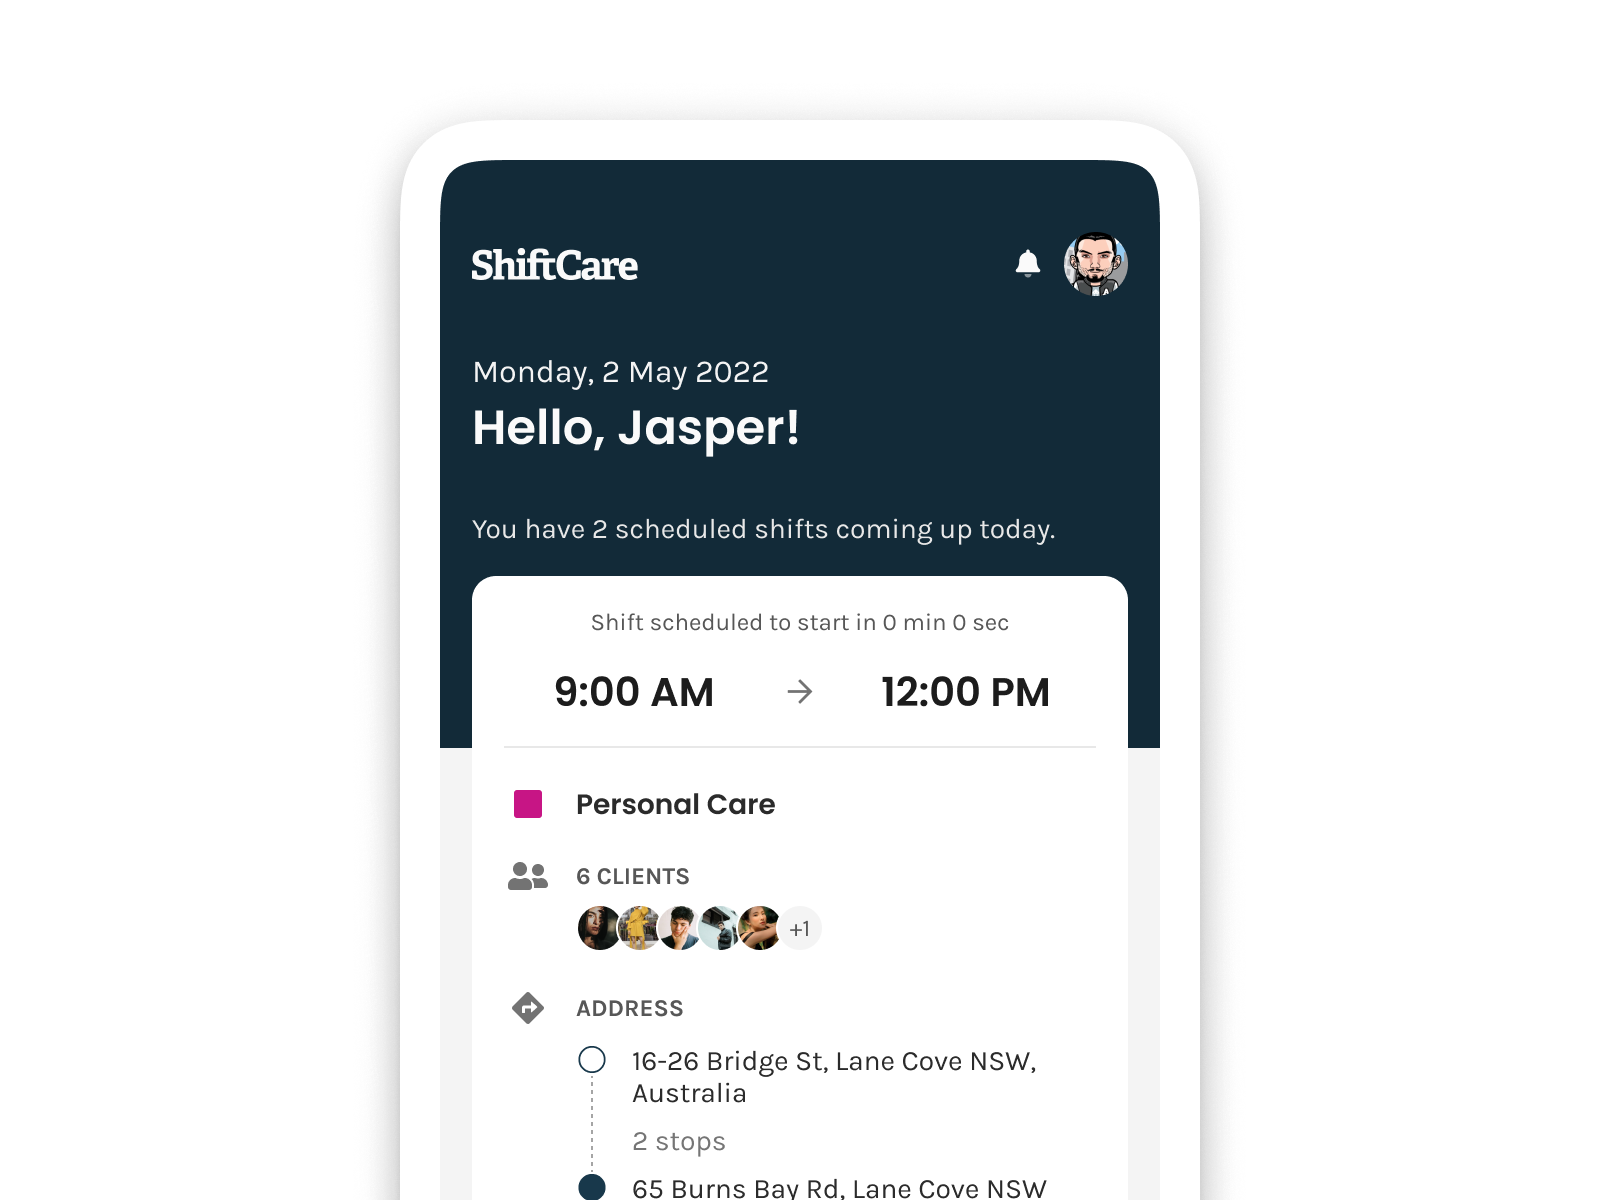 ShiftCare
Monday, 2 May 2022
Hello, Jasper!
You have 2 scheduled shifts coming up today.
Shift scheduled to start in 0 min 0 sec
9:00 AM → 12:00 PM
Personal Care
6 CLIENTS
+1
ADDRESS
16-26 Bridge St, Lane Cove NSW,
Australia
2 stops
65 Burns Bay Rd, Lane Cove NSW